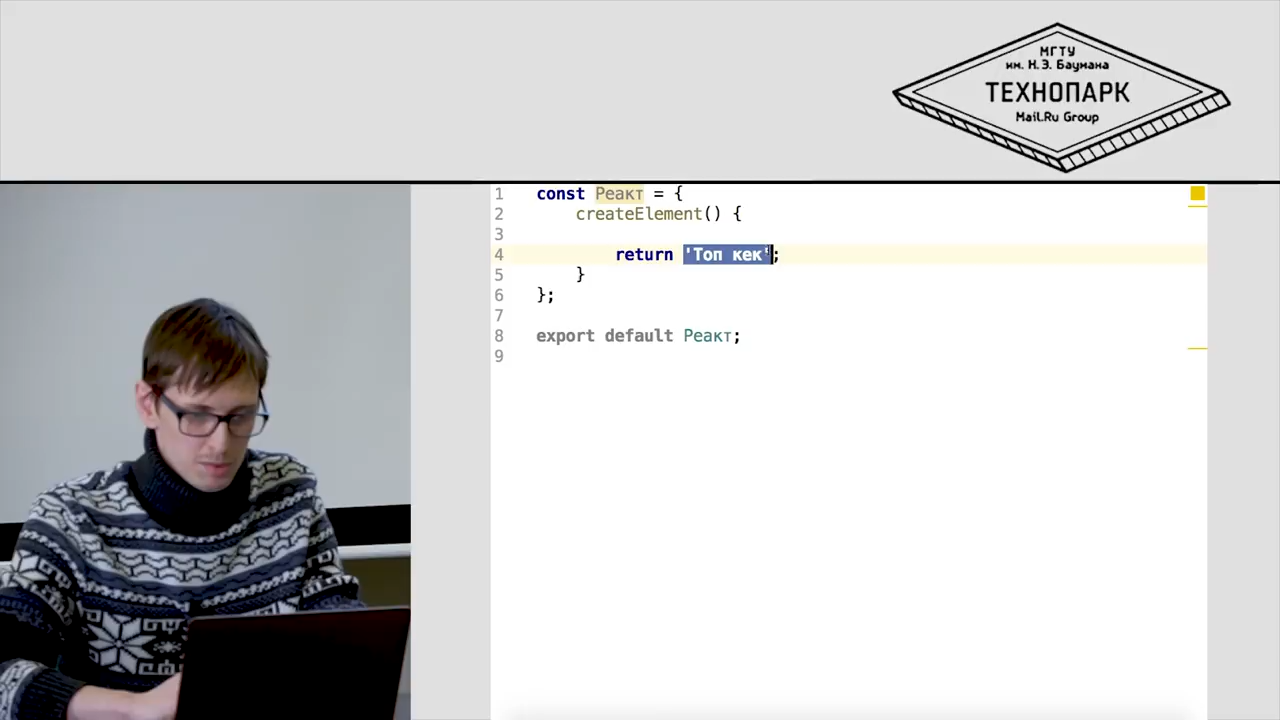 МГТУ
им. Н.Э. Баумана
ТЕХНОПАРК
Mail.Ru Group
1 const Реакт = {
2 createElement() {
3
4 return 'Топ кек';
5 }
6 };
7
8 export default Реакт;
9